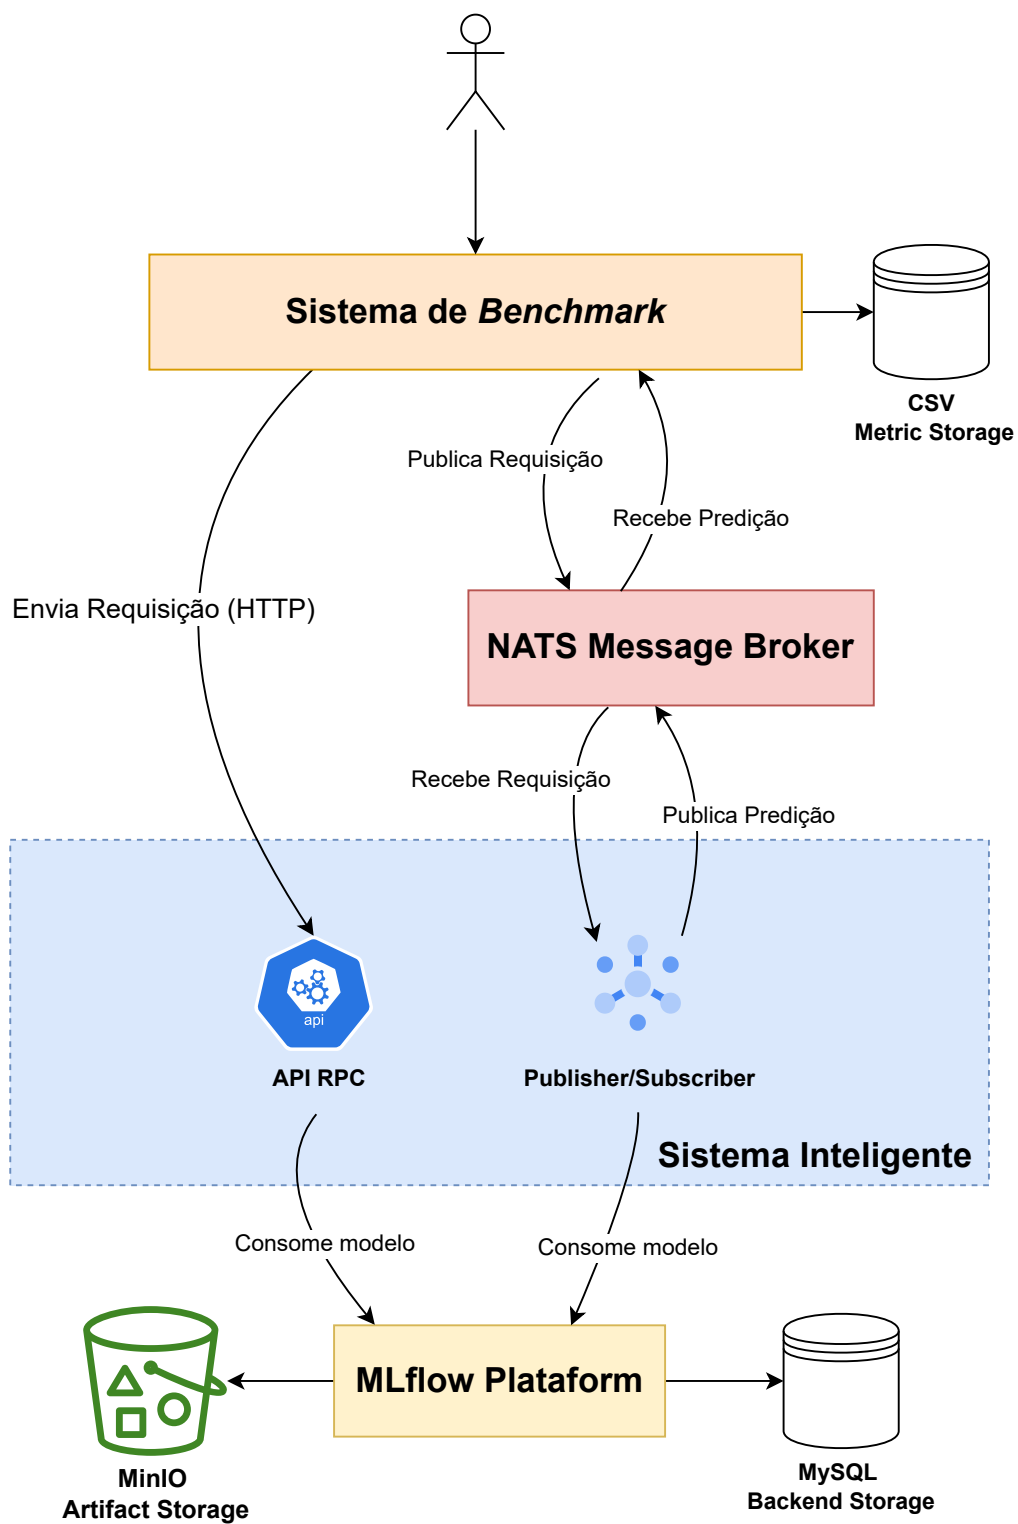 Sistema de Benchmark
CSV
Metric Storage
Publica Requisição
Recebe Predição
Envia Requisição (HTTP)
NATS Message Broker
Recebe Requisição
Publica Predição
api
API RPC
Publisher/Subscriber
Sistema Inteligente
Consome modelo
Consome modelo
MLflow Plataform
MinIO
Artifact Storage
MySQL
Backend Storage